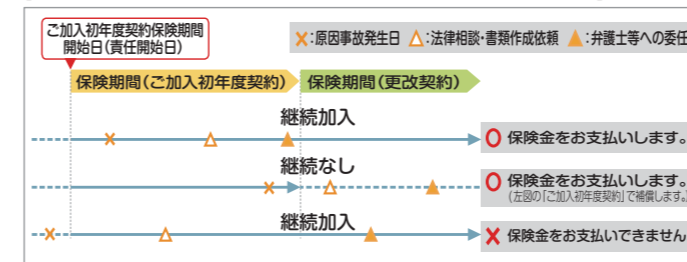 ご加入初年度契約保険期間
開始日(責任開始日)
×:原因事故発生日 △:法律相談・書類作成依頼 ▲:弁護士等への委任
保険期間(ご加入初年度契約) 保険期間(更改契約)
継続加入
○ 保険金をお支払いします。
継続なし
○ 保険金をお支払いします。
(左図の「ご加入初年度契約」で補償します。)
継続加入
× 保険金をお支払いできません